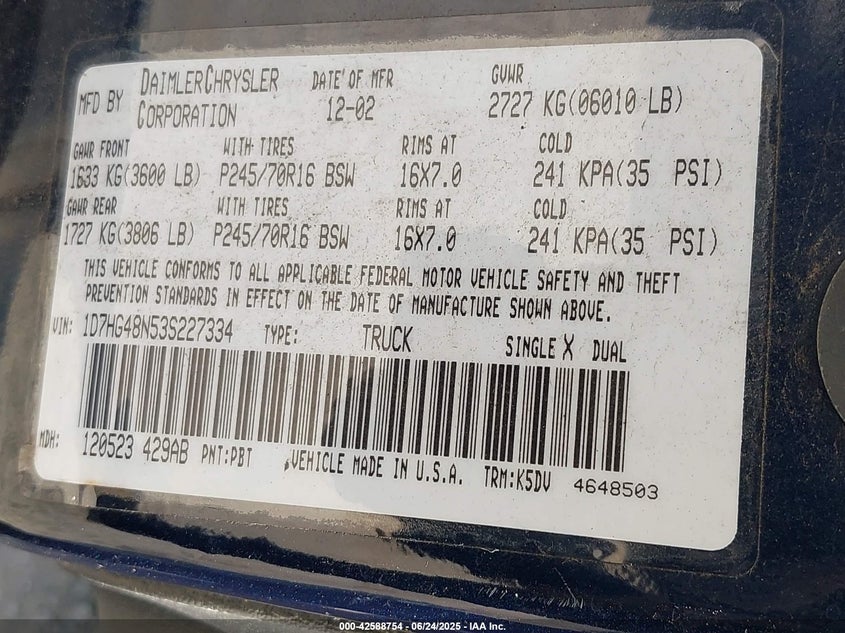 MFD BY DAIMLERCHRYSLER CORPORATION DATE OF MFR 12-02 GVWR 2727 KG(06010 LB)
GAWR FRONT WITH TIRES RIMS AT COLD
1633 KG(3600 LB) P245/70R16 BSW 16X7.0 241 KPA(35 PSI)
GAWR REAR WITH TIRES RIMS AT COLD
1727 KG(3806 LB) P245/70R16 BSW 16X7.0 241 KPA(35 PSI)
THIS VEHICLE CONFORMS TO ALL APPLICABLE FEDERAL MOTOR VEHICLE SAFETY AND THEFT
PREVENTION STANDARDS IN EFFECT ON THE DATE OF MANUFACTURE SHOWN ABOVE.
VIN: 1D7HG48N53S227334 TYPE: TRUCK SINGLE X DUAL
MDH: 120523 429AB PNT:PBT VEHICLE MADE IN U.S.A. TRM:K5DV 4648503
000-42588754 - 06/24/2025 - IAA Inc.